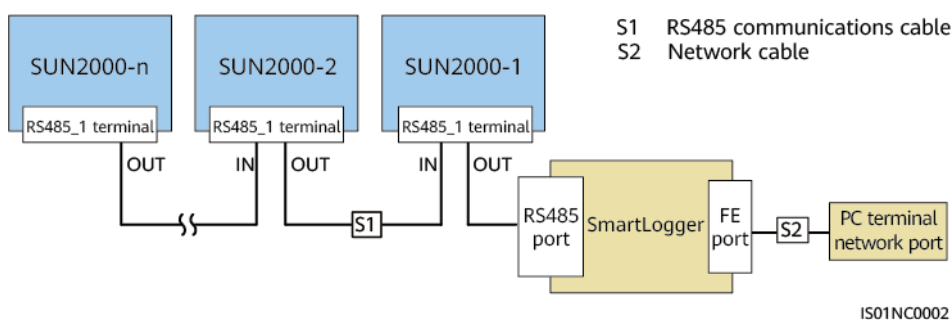 S1 RS485 communications cable
S2 Network cable
SUN2000-n
SUN2000-2
SUN2000-1
RS485_1 terminal
RS485_1 terminal
RS485_1 terminal
OUT
IN
OUT
IN
OUT
S1
RS485
port
SmartLogger
FE
port
S2
PC terminal
network port
IS01NC0002